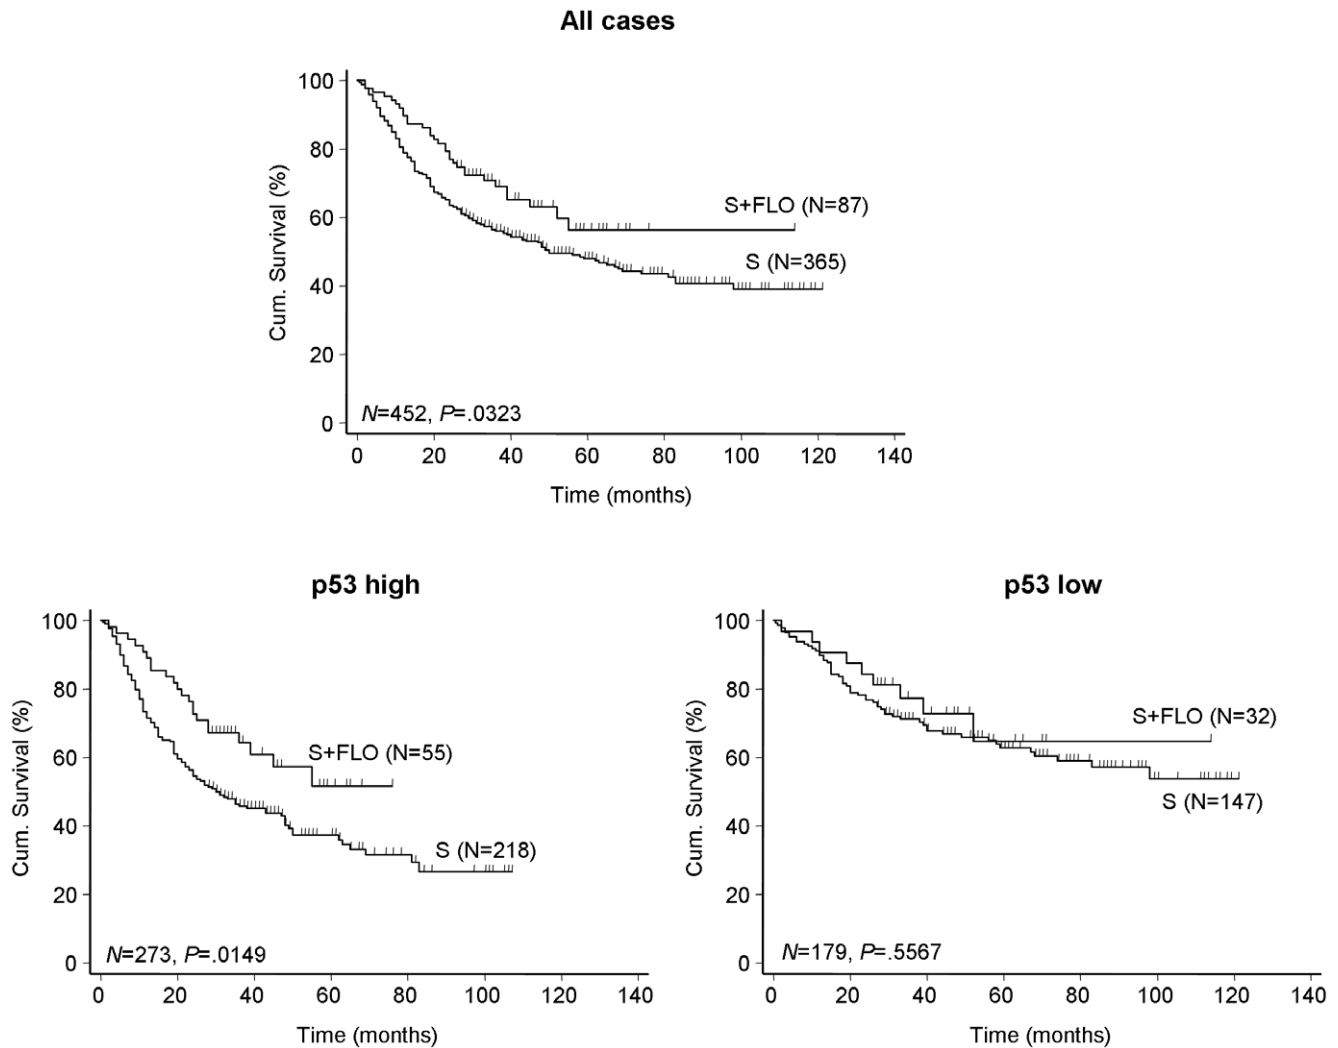 All cases
Cum. Survival (%)
100
80
60
40
20
0
S+FLO (N=87)
S (N=365)
N=452, P=.0323
0 20 40 60 80 100 120 140
Time (months)
p53 high
Cum. Survival (%)
100
80
60
40
20
0
S+FLO (N=55)
S (N=218)
N=273, P=.0149
0 20 40 60 80 100 120 140
Time (months)
p53 low
Cum. Survival (%)
100
80
60
40
20
0
S+FLO (N=32)
S (N=147)
N=179, P=.5567
0 20 40 60 80 100 120 140
Time (months)